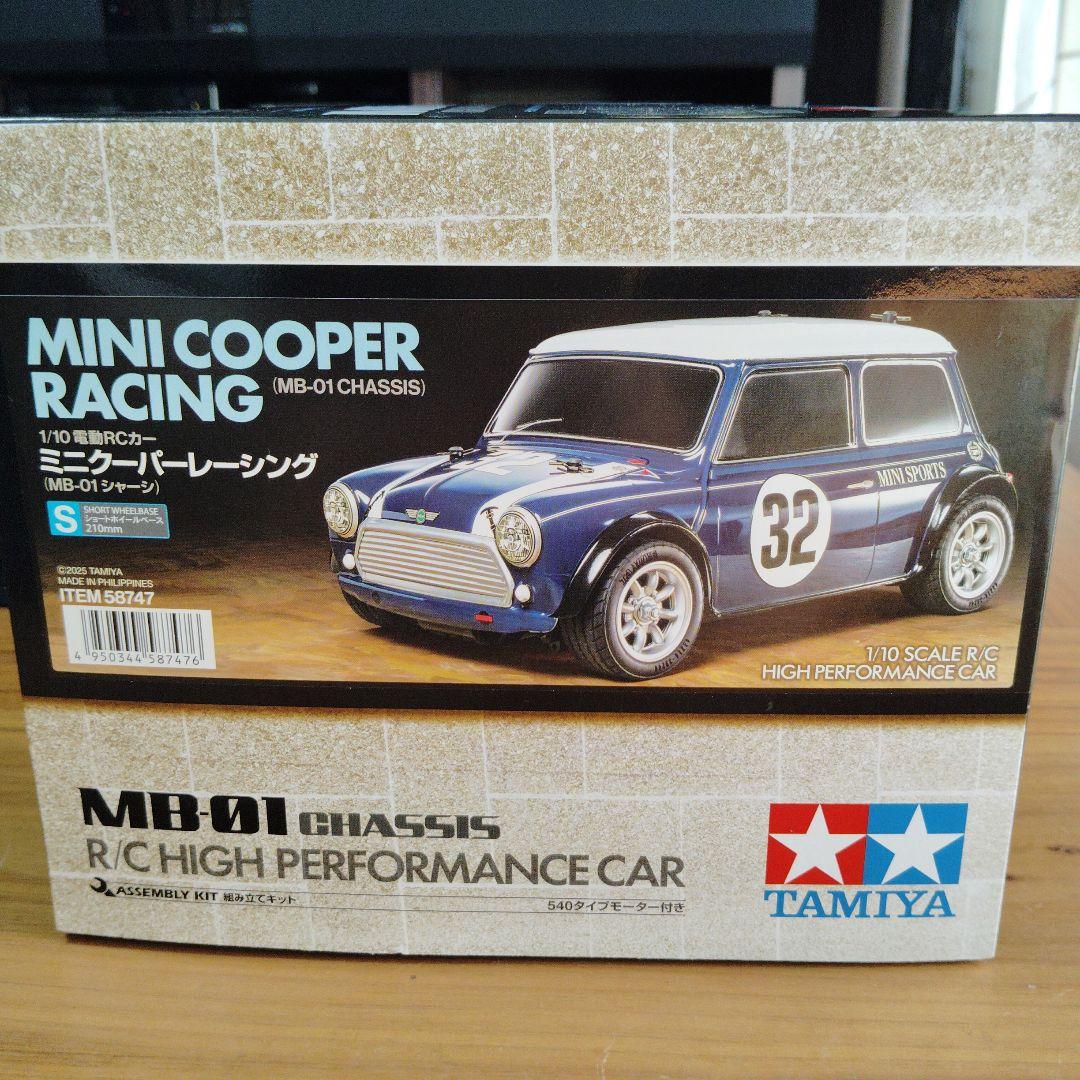 MINI COOPER
RACING (MB-01 CHASSIS)
1/10 電動RCカー
ミニクーパーレーシング
(MB-01シャーシ)
S SHORT WHEELBASE
ショートホイールベース
210mm
©2025 TAMIYA
MADE IN PHILIPPINES
ITEM 58747
4 950344 587476
32
32
MINI SPORTS
1/10 SCALE R/C
HIGH PERFORMANCE CAR
MB-01 CHASSIS
R/C HIGH PERFORMANCE CAR
ASSEMBLY KIT 組み立てキット
540タイプモーター付き
TAMIYA